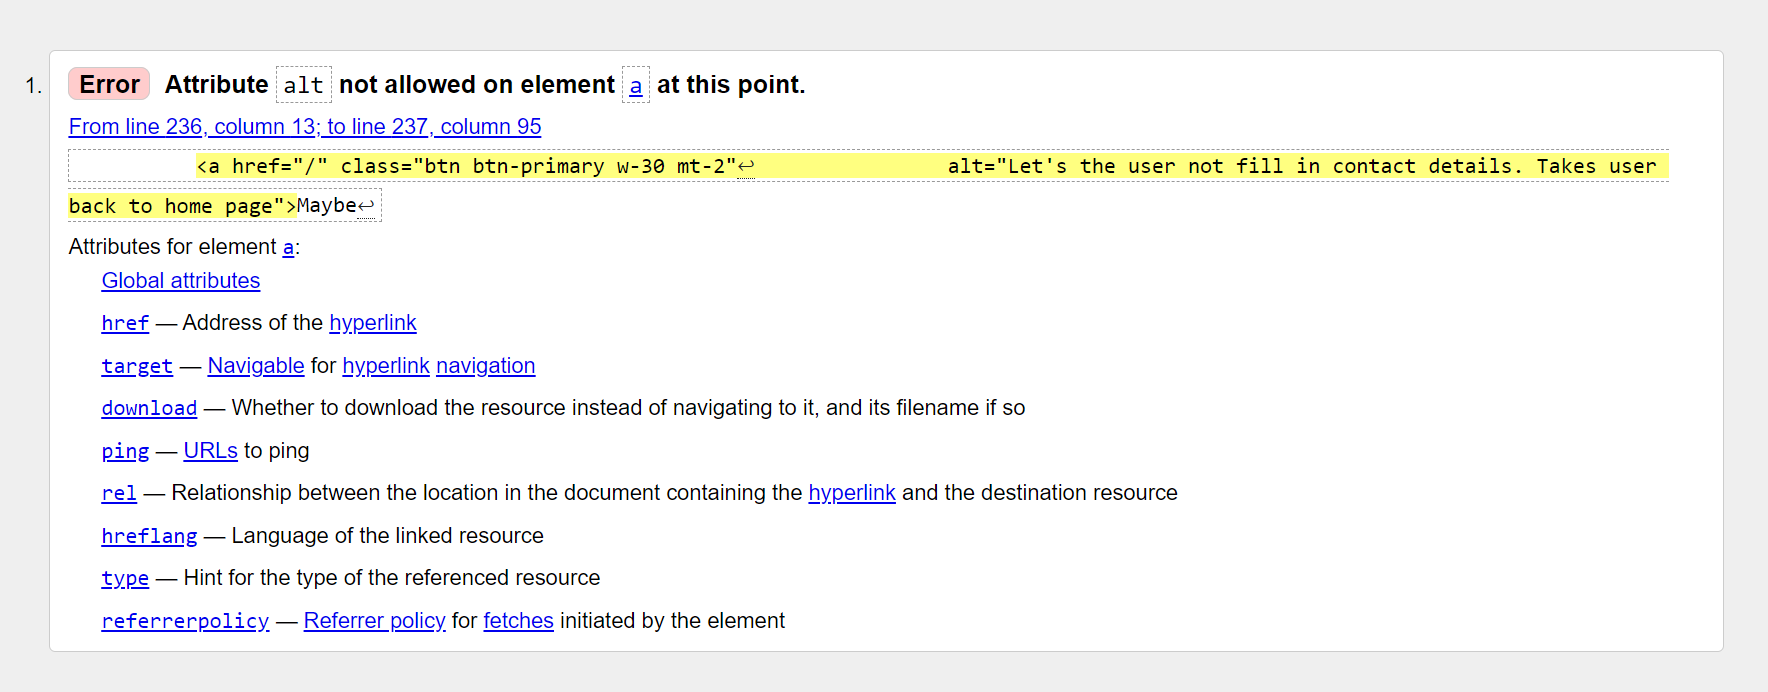 1. Error Attribute alt not allowed on element a at this point.
From line 236, column 13; to line 237, column 95
<a href="/" class="btn btn-primary w-30 mt-2"↩ alt="Let's the user not fill in contact details. Takes user
back to home page">Maybe↩
Attributes for element a:
Global attributes
href — Address of the hyperlink
target — Navigable for hyperlink navigation
download — Whether to download the resource instead of navigating to it, and its filename if so
ping — URLs to ping
rel — Relationship between the location in the document containing the hyperlink and the destination resource
hreflang — Language of the linked resource
type — Hint for the type of the referenced resource
referrerpolicy — Referrer policy for fetches initiated by the element